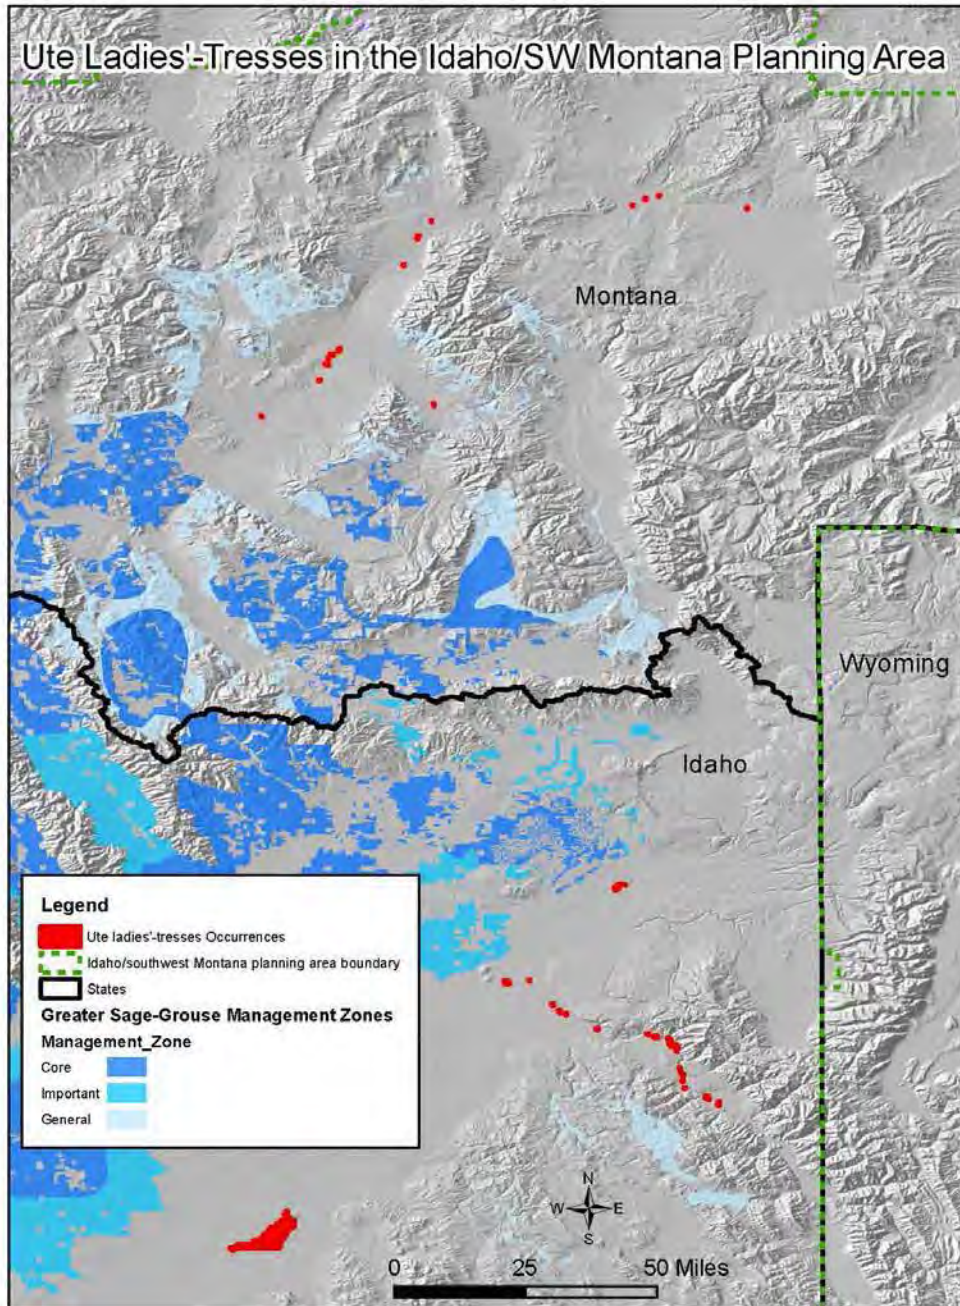 Ute Ladies'-Tresses in the Idaho/SW Montana Planning Area
Montana
Wyoming
Idaho
Legend
Ute ladies'-tresses Occurrences
Idaho/southwest Montana planning area boundary
States
Greater Sage-Grouse Management Zones
Management_Zone
Core
Important
General
N
W E
S
0 25 50 Miles